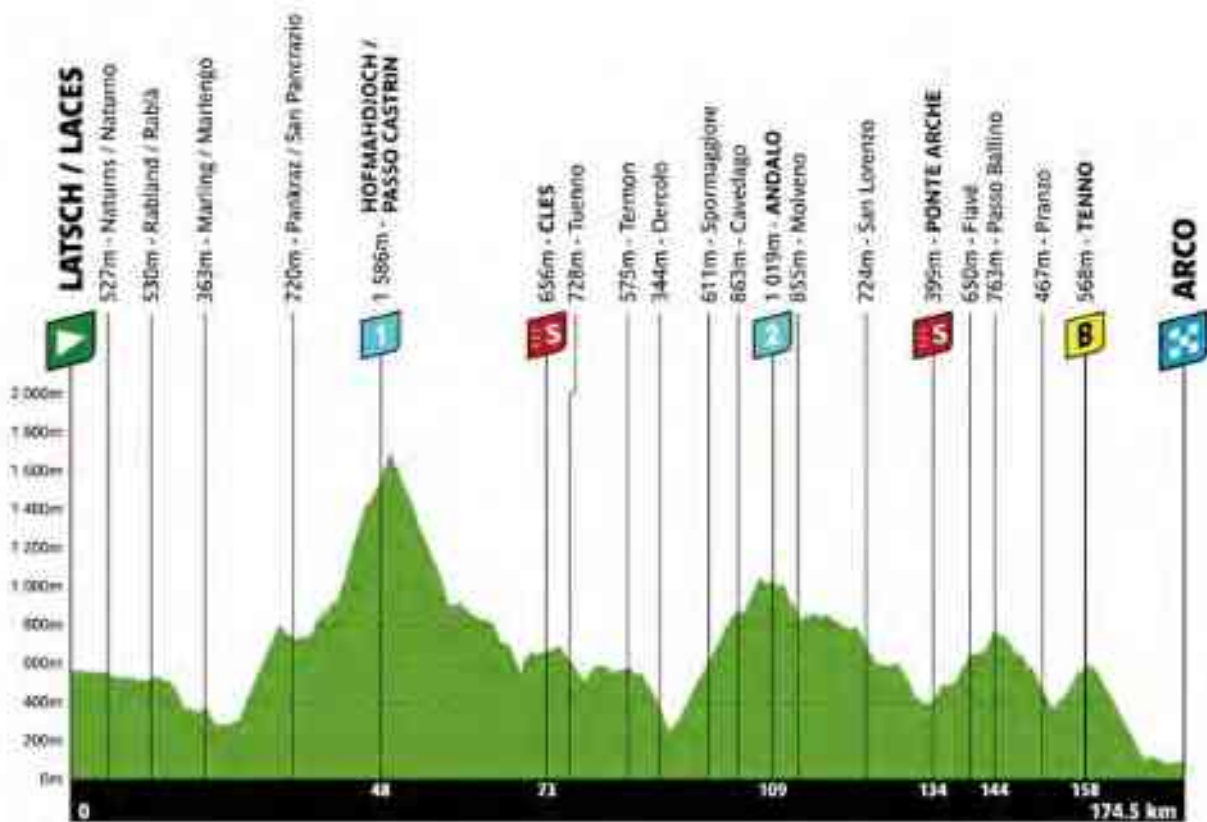 LATSCH / LACES
527m - Naturns / Naturno
530m - Rabland / Rablà
363m - Marling / Marlengo
720m - Pankraz / San Pancrazio
1 586m - HOFMAHDJOCH /
PASSO CASTRIN
656m - CLES
728m - Tuenno
575m - Termon
344m - Dercolo
611m - Spormaggiore
863m - Cavedago
1 019m - ANDALO
855m - Molveno
724m - San Lorenzo
399m - PONTE ARCHE
650m - Fiavé
763m - Passo Ballino
467m - Pranzo
568m - TENNO
ARCO
1
S
2
S
B
2 000m
1 800m
1 600m
1 400m
1 200m
1 000m
800m
600m
400m
200m
0m
48
73
109
134
144
158
0
174.5 km